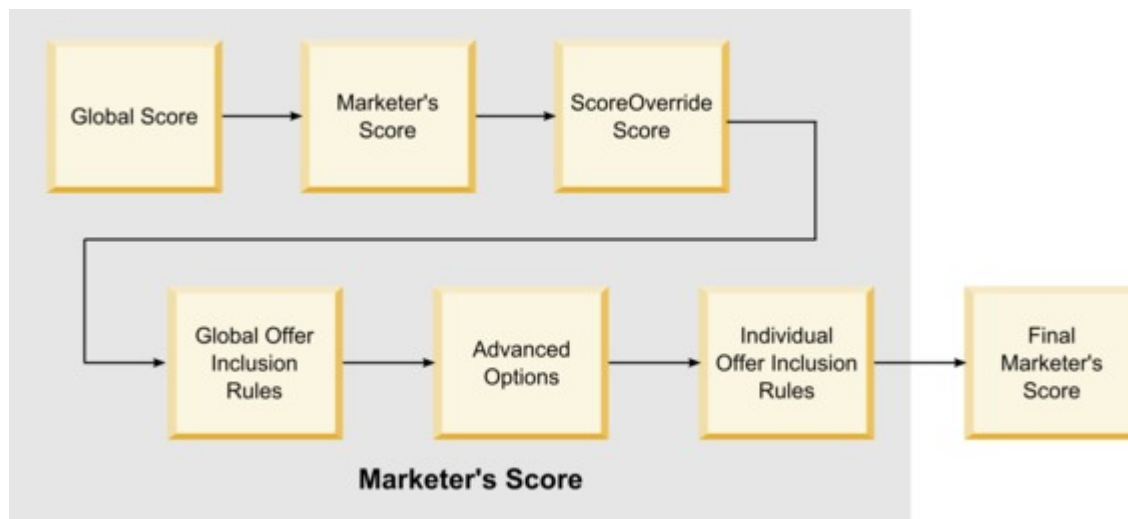 Global Score
Marketer's
Score
ScoreOverride
Score
Global Offer
Inclusion
Rules
Advanced
Options
Individual
Offer Inclusion
Rules
Final
Marketer's
Score
Marketer's Score